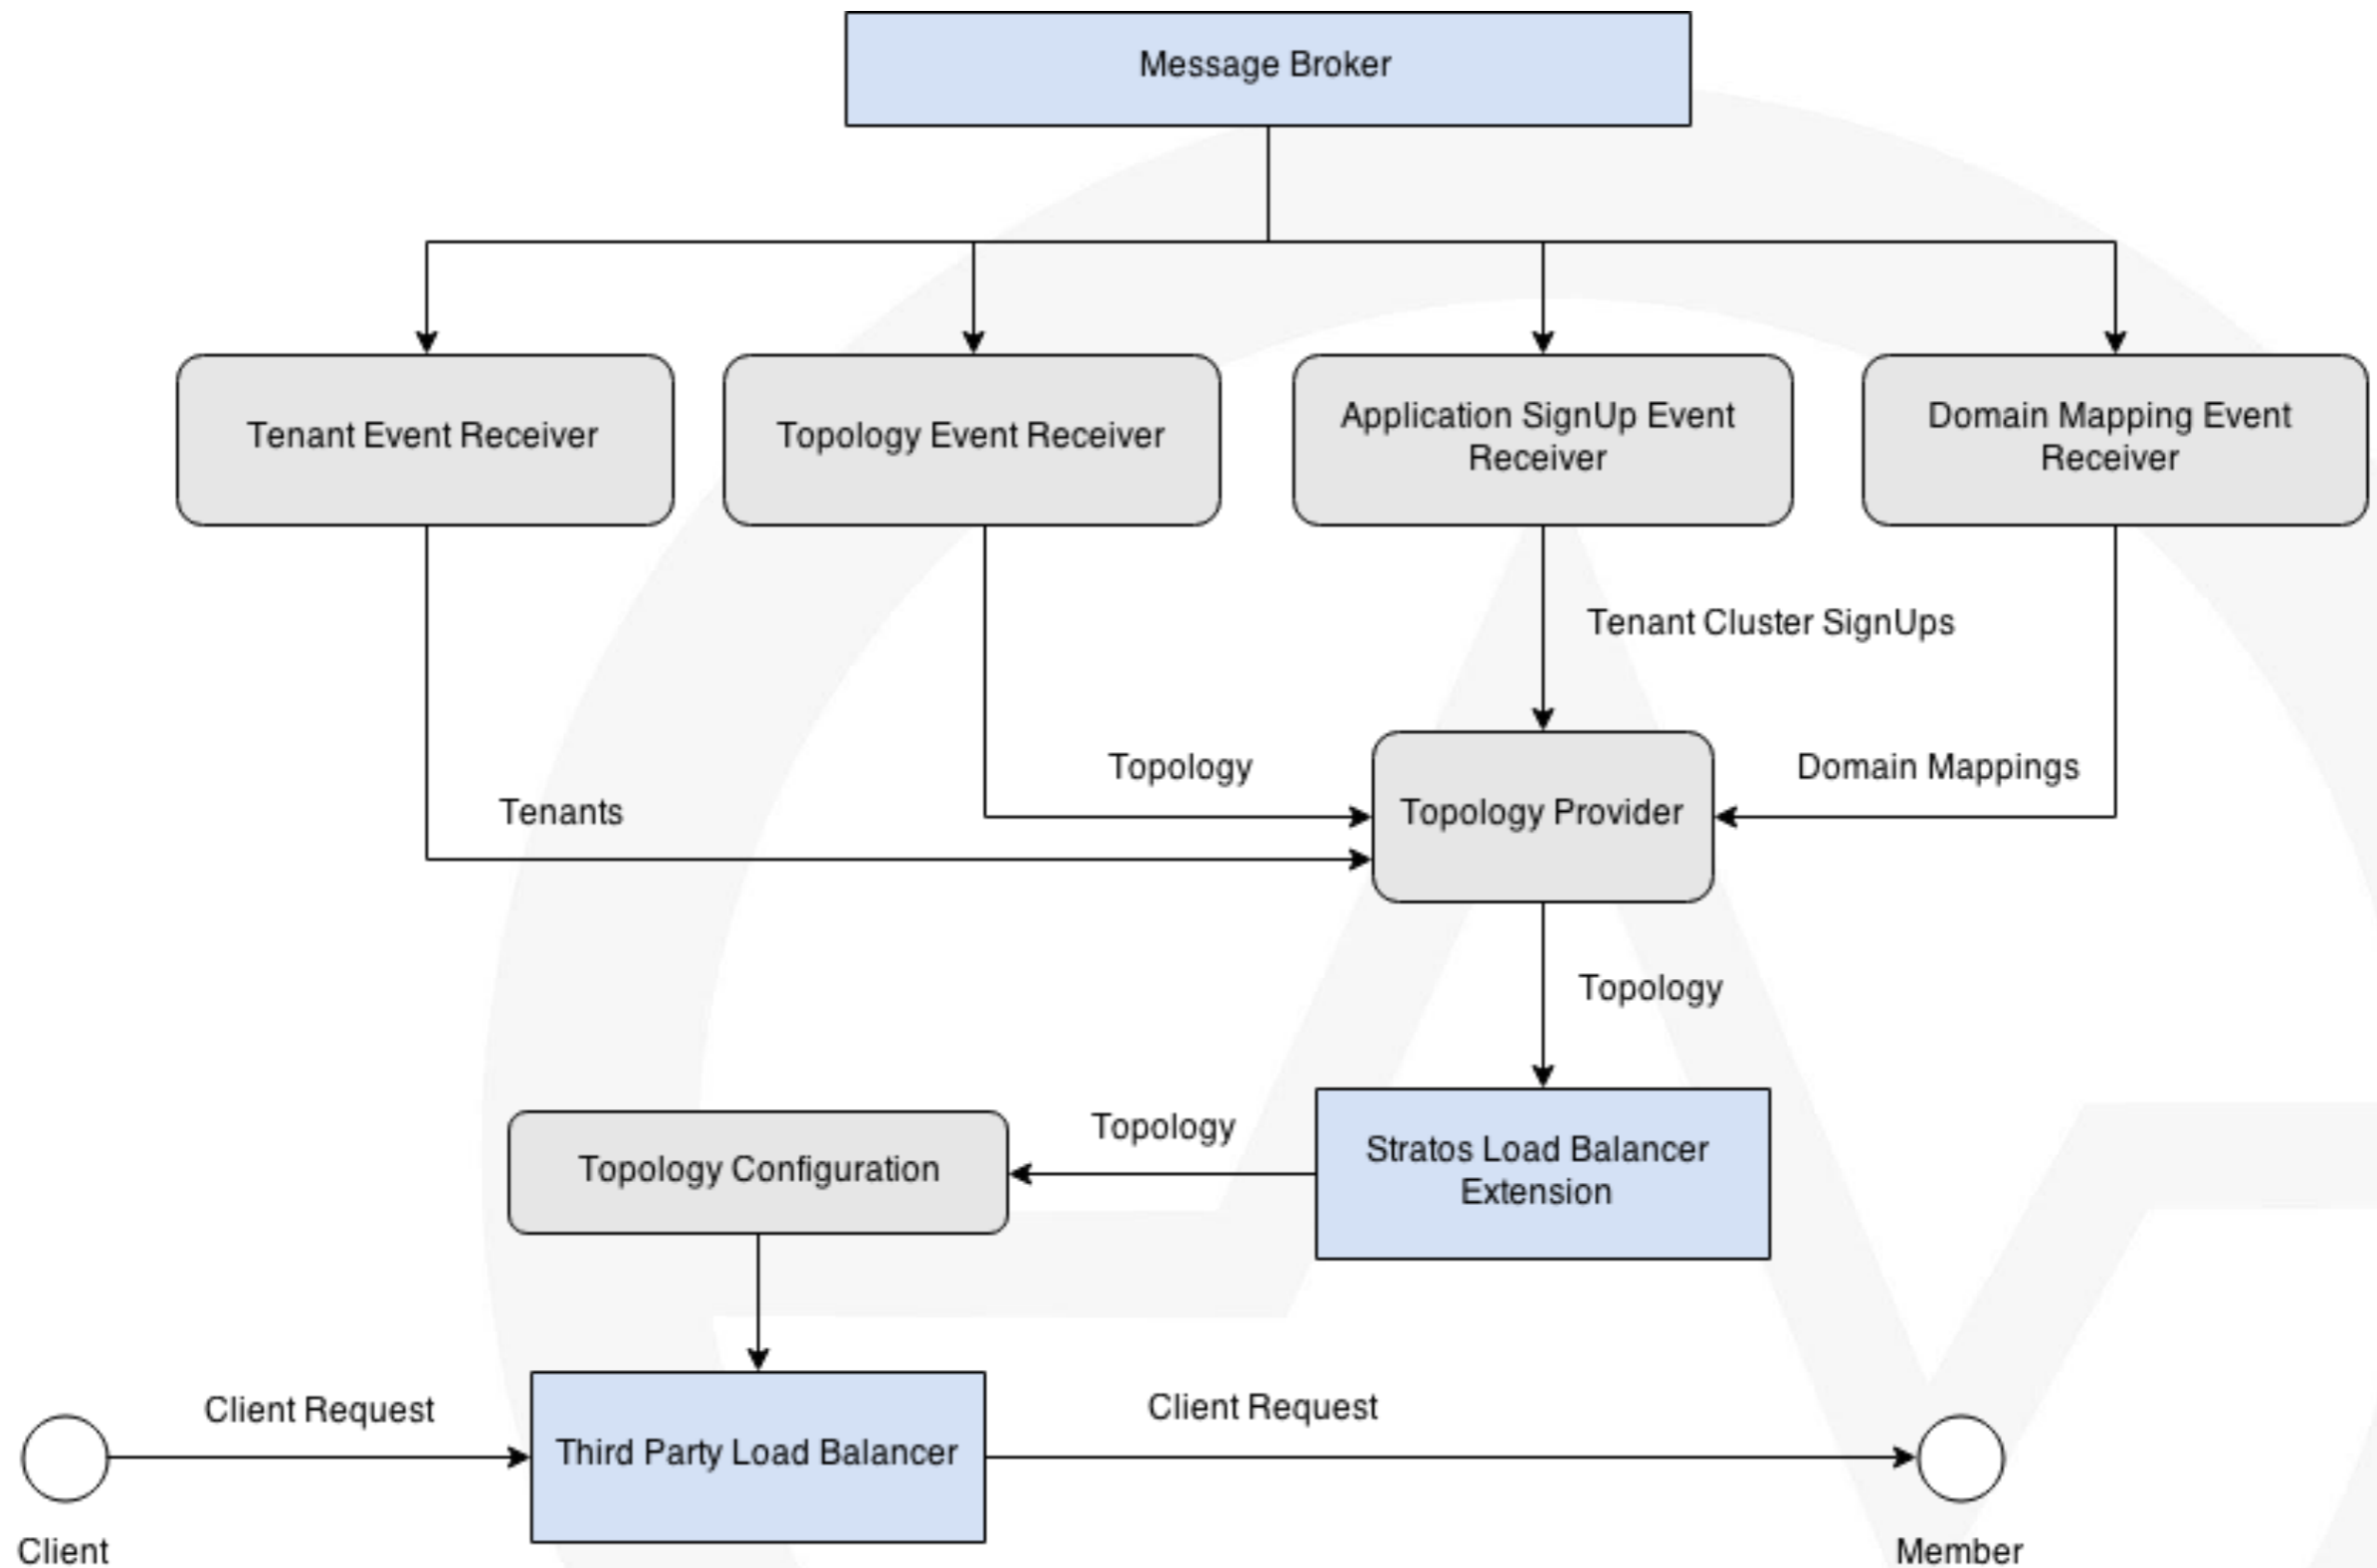 Message Broker
Tenant Event Receiver
Topology Event Receiver
Application SignUp Event
Receiver
Domain Mapping Event
Receiver
Tenant Cluster SignUps
Topology
Domain Mappings
Tenants
Topology Provider
Topology
Topology
Stratos Load Balancer
Extension
Topology Configuration
Client Request
Client Request
Third Party Load Balancer
Client
Member